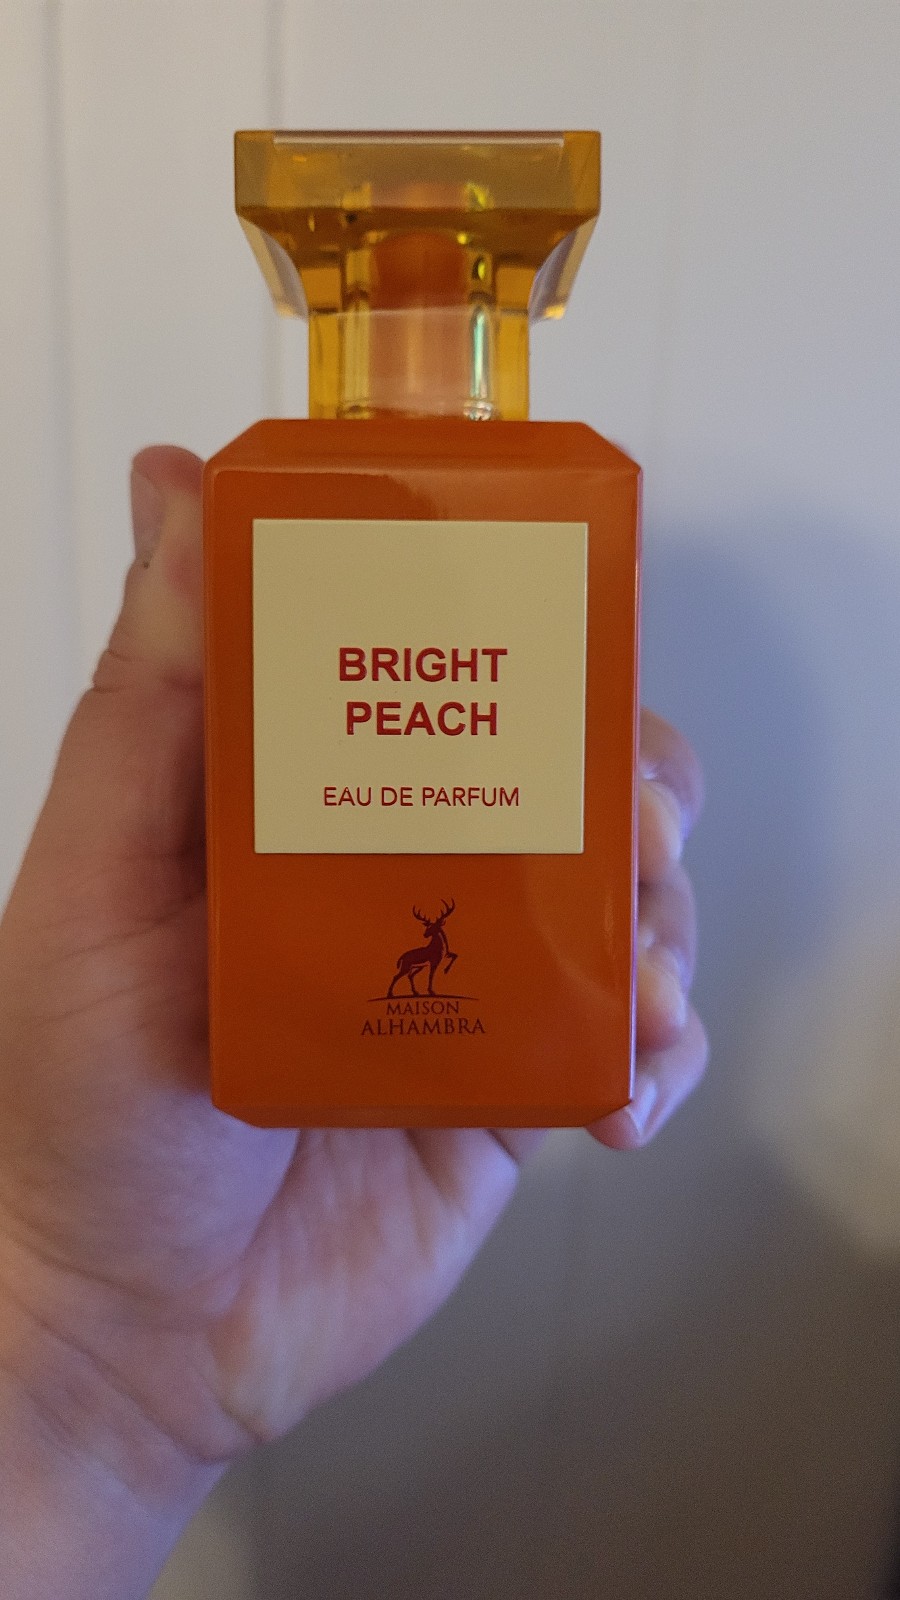 BRIGHT
PEACH
EAU DE PARFUM
MAISON
ALHAMBRA